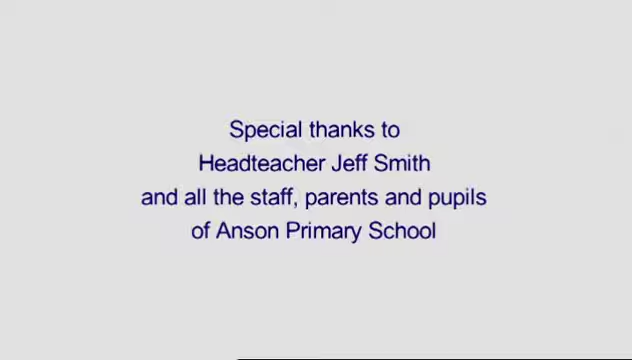 Special thanks to
Headteacher Jeff Smith
and all the staff, parents and pupils
of Anson Primary School